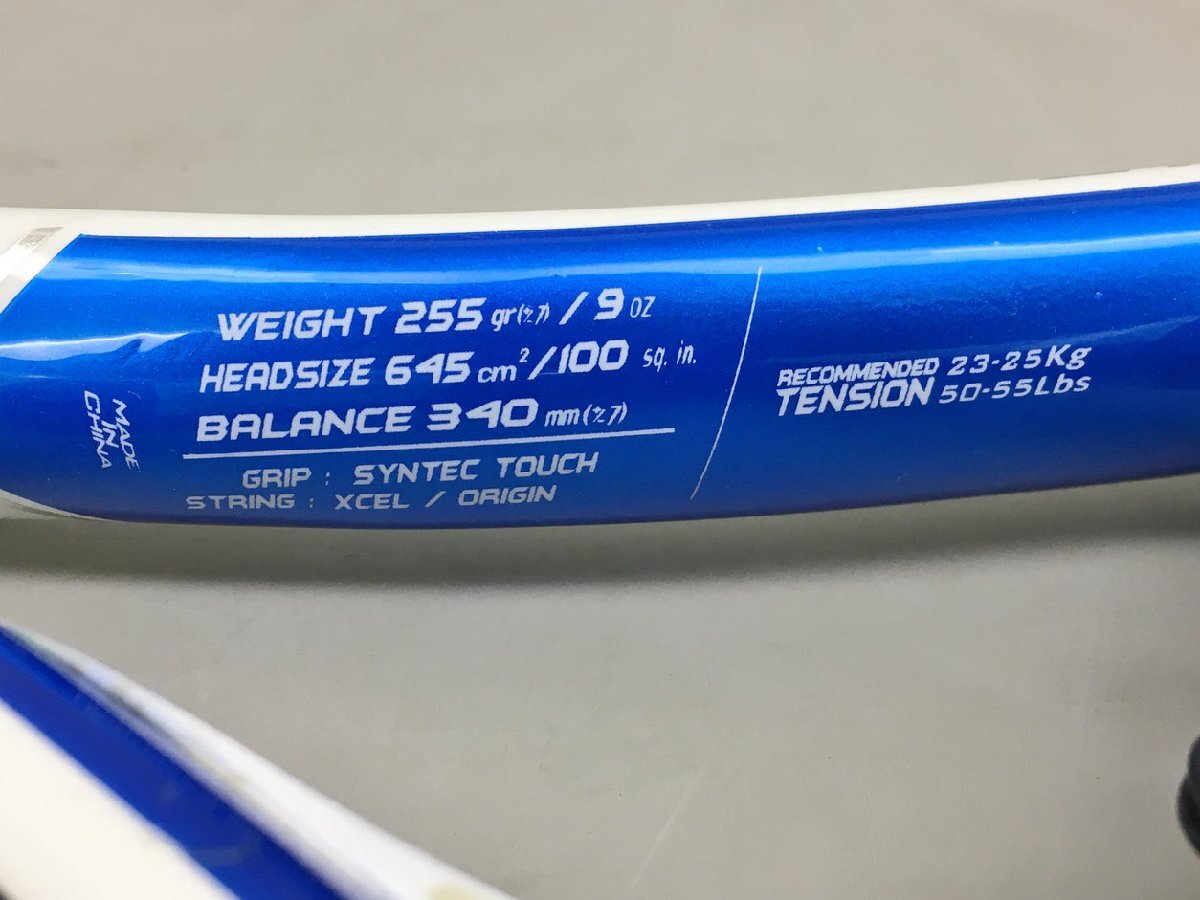 WEIGHT 255 gr(±7) / 9 OZ
HEADSIZE 645 cm²/100 sq. in.
BALANCE 340 mm(±7)
GRIP : SYNTEC TOUCH
STRING : XCEL / ORIGIN
RECOMMENDED 23-25Kg
TENSION 50-55Lbs
MADE
IN
CHINA